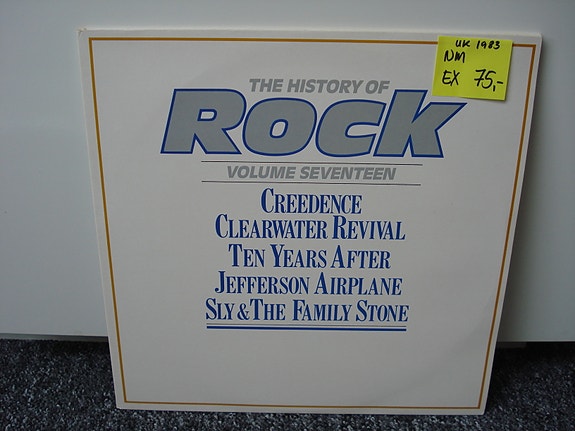 UK 1983
NM
EX 75,-
THE HISTORY OF
ROCK
VOLUME SEVENTEEN
CREEDENCE
CLEARWATER REVIVAL
TEN YEARS AFTER
JEFFERSON AIRPLANE
SLY & THE FAMILY STONE